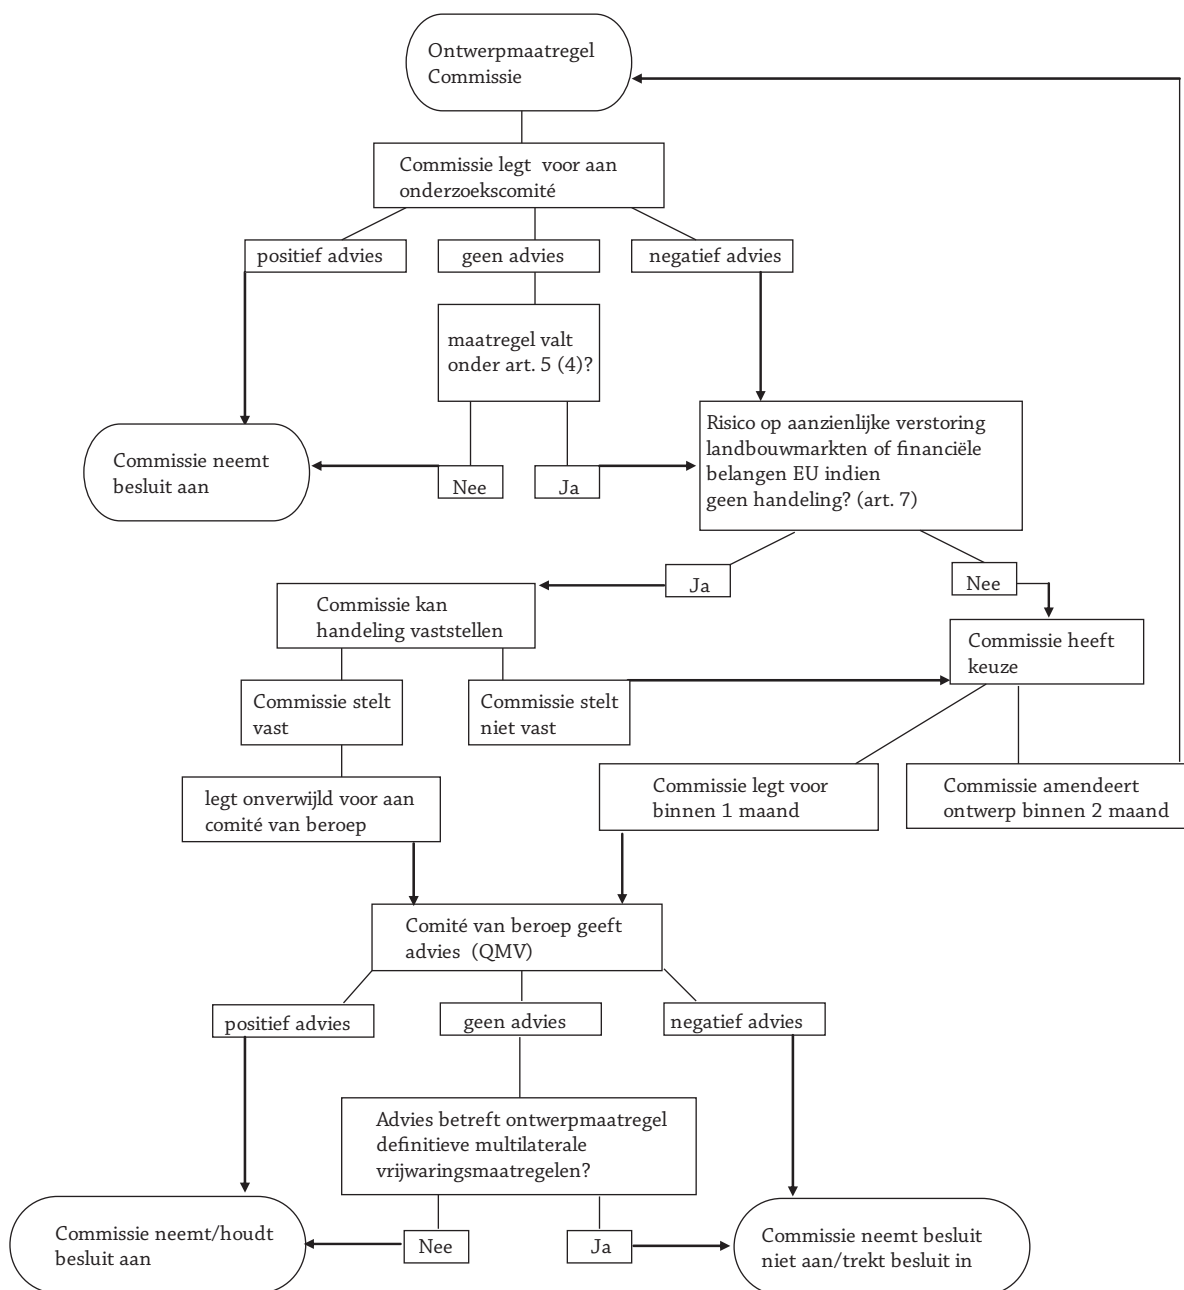 Ontwerpmaatregel
Commissie
Commissie legt voor aan
onderzoekscomité
positief advies
geen advies
negatief advies
maatregel valt
onder art. 5 (4)?
Risico op aanzienlijke verstoring
landbouwmarkten of financiële
belangen EU indien
geen handeling? (art. 7)
Commissie neemt
besluit aan
Nee
Ja
Ja
Nee
Commissie kan
handeling vaststellen
Commissie heeft
keuze
Commissie stelt
vast
Commissie stelt
niet vast
legt onverwijld voor aan
comité van beroep
Commissie legt voor
binnen 1 maand
Commissie amendeert
ontwerp binnen 2 maand
Comité van beroep geeft
advies (QMV)
positief advies
geen advies
negatief advies
Advies betreft ontwerpmaatregel
definitieve multilaterale
vrijwaringsmaatregelen?
Commissie neemt/houdt
besluit aan
Nee
Ja
Commissie neemt besluit
niet aan/trekt besluit in